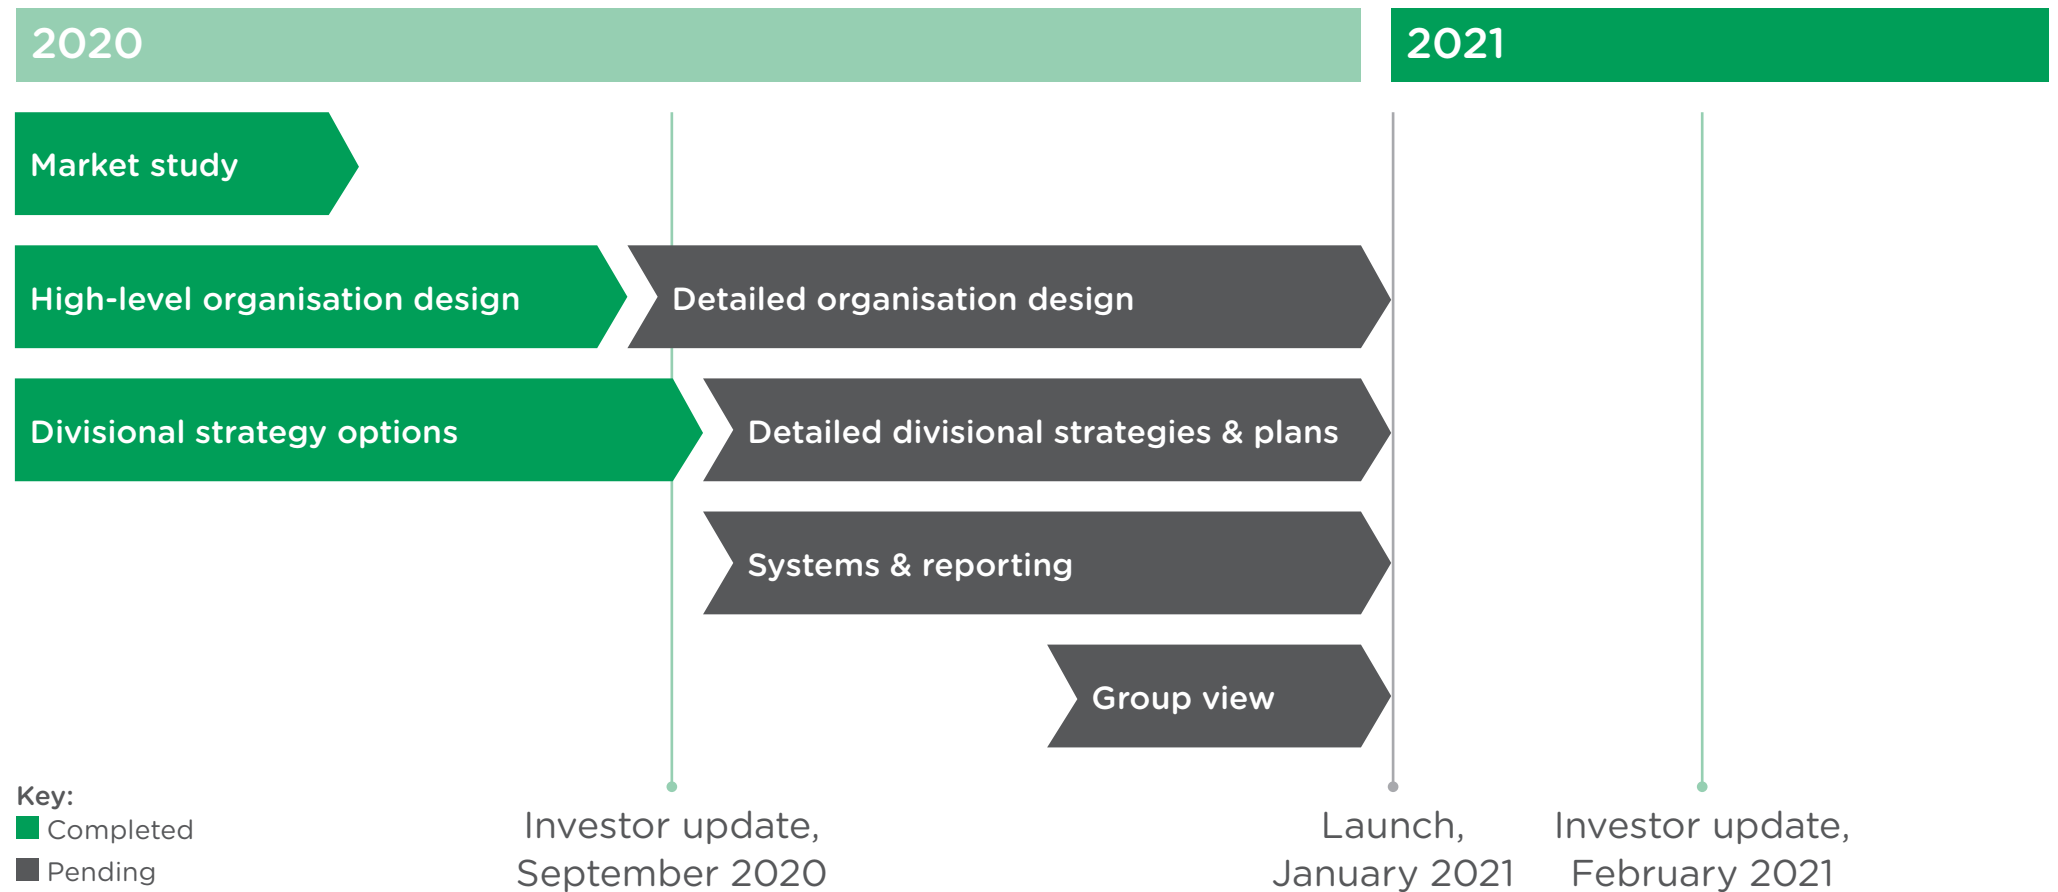 2020
2021
Market study
High-level organisation design
Detailed organisation design
Divisional strategy options
Detailed divisional strategies & plans
Systems & reporting
Group view
Key:
Completed
Pending
Investor update,
September 2020
Launch,
January 2021
Investor update,
February 2021